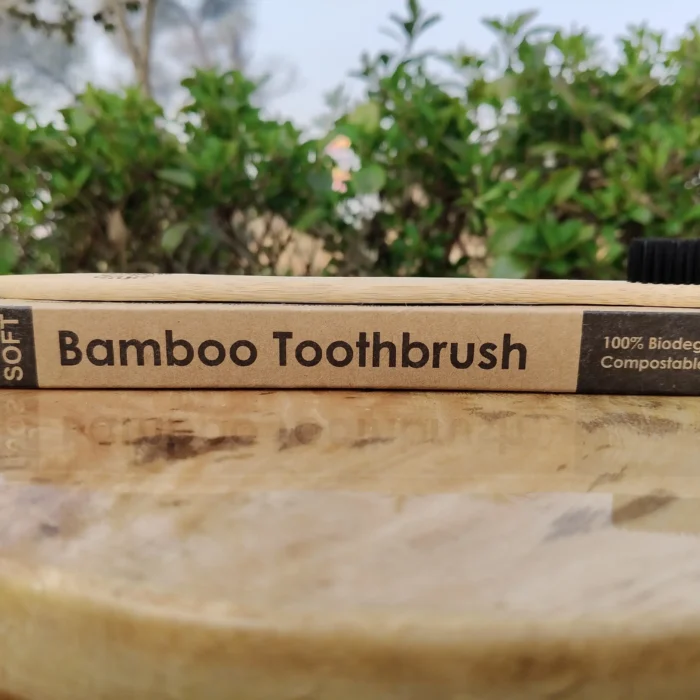 SOFT
Bamboo Toothbrush
100% Biodeg
Compostable